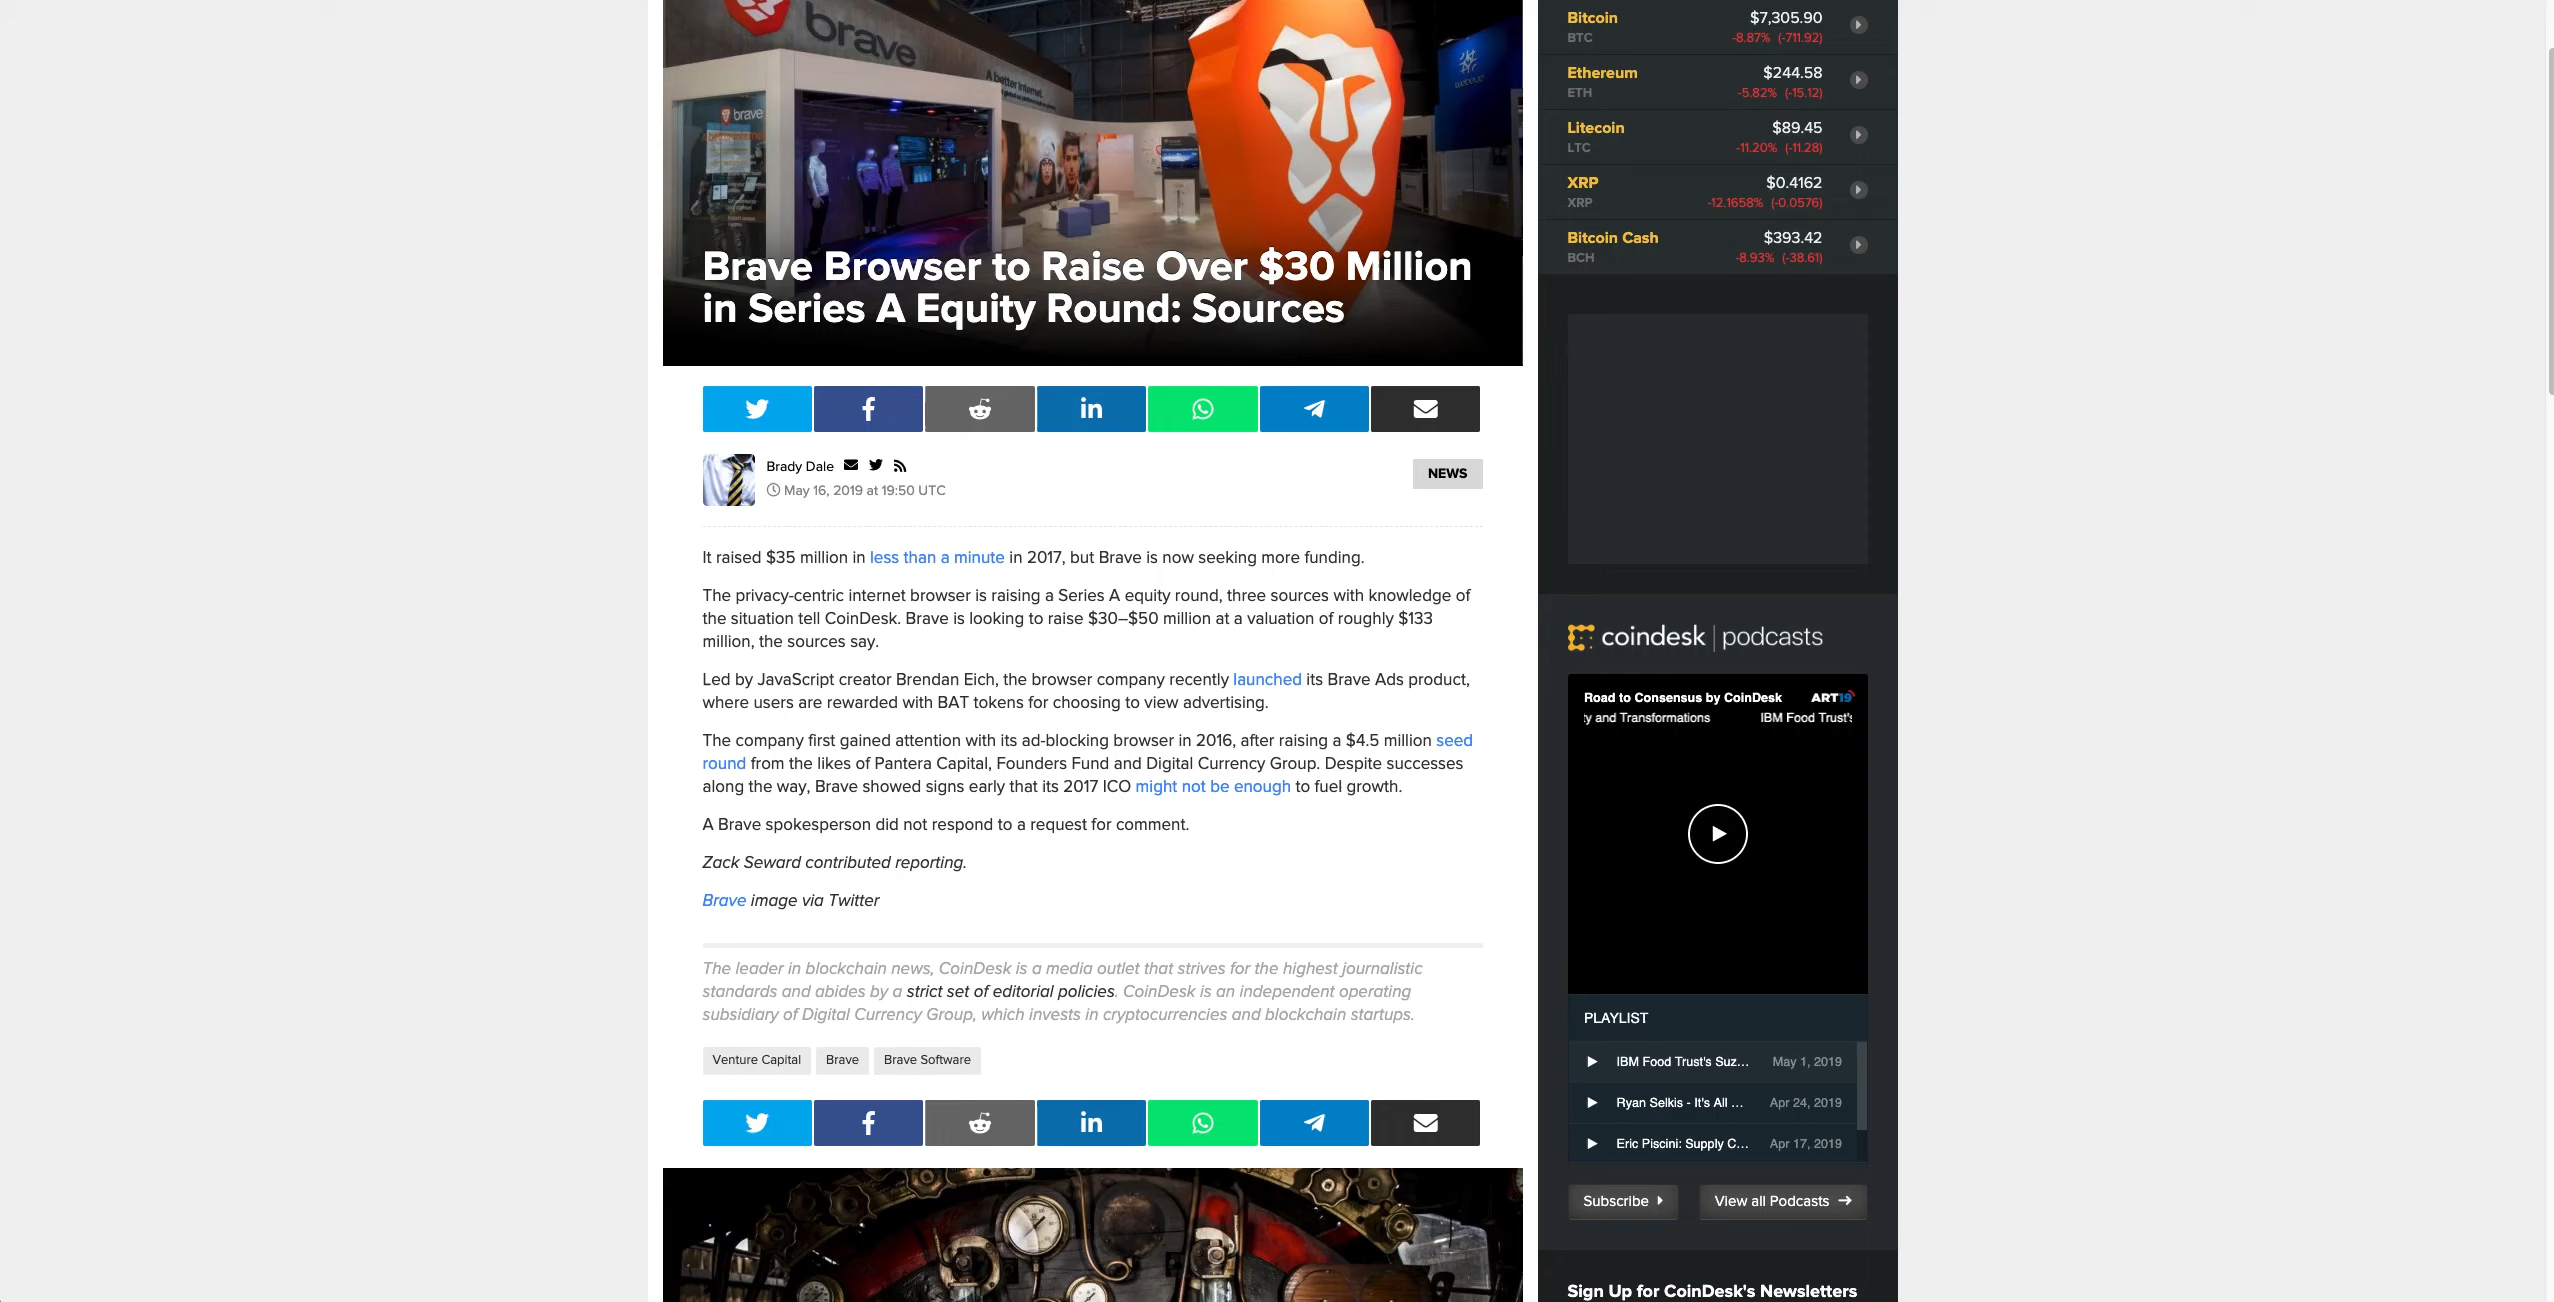 brave
A better Internet.
brave
Brave Browser to Raise Over $30 Million
in Series A Equity Round: Sources
Brady Dale
May 16, 2019 at 19:50 UTC
NEWS
It raised $35 million in less than a minute in 2017, but Brave is now seeking more funding.
The privacy-centric internet browser is raising a Series A equity round, three sources with knowledge of
the situation tell CoinDesk. Brave is looking to raise $30–$50 million at a valuation of roughly $133
million, the sources say.
Led by JavaScript creator Brendan Eich, the browser company recently launched its Brave Ads product,
where users are rewarded with BAT tokens for choosing to view advertising.
The company first gained attention with its ad-blocking browser in 2016, after raising a $4.5 million seed
round from the likes of Pantera Capital, Founders Fund and Digital Currency Group. Despite successes
along the way, Brave showed signs early that its 2017 ICO might not be enough to fuel growth.
A Brave spokesperson did not respond to a request for comment.
Zack Seward contributed reporting.
Brave image via Twitter
The leader in blockchain news, CoinDesk is a media outlet that strives for the highest journalistic
standards and abides by a strict set of editorial policies. CoinDesk is an independent operating
subsidiary of Digital Currency Group, which invests in cryptocurrencies and blockchain startups.
Venture Capital Brave Brave Software
Bitcoin $7,305.90
BTC -8.87% (-711.92)
Ethereum $244.58
ETH -5.82% (-15.12)
Litecoin $89.45
LTC -11.20% (-11.28)
XRP $0.4162
XRP -12.1658% (-0.0576)
Bitcoin Cash $393.42
BCH -8.93% (-38.61)
coindesk | podcasts
Road to Consensus by CoinDesk ART19
ty and Transformations IBM Food Trust's
PLAYLIST
IBM Food Trust's Suz... May 1, 2019
Ryan Selkis - It's All ... Apr 24, 2019
Eric Piscini: Supply C... Apr 17, 2019
Subscribe View all Podcasts
Sign Up for CoinDesk's Newsletters